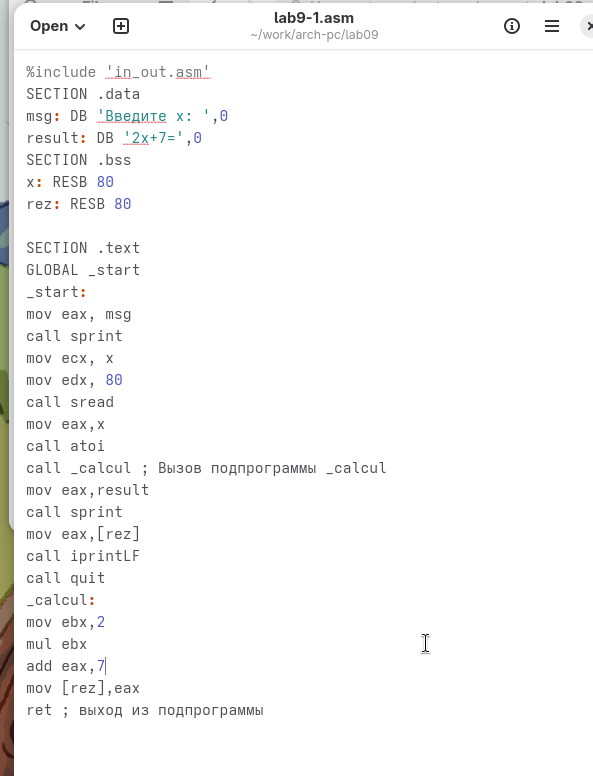 Open
lab9-1.asm
~/work/arch-pc/lab09
%include 'in_out.asm'
SECTION .data
msg: DB 'Введите x: ',0
result: DB '2x+7=',0
SECTION .bss
x: RESB 80
rez: RESB 80
SECTION .text
GLOBAL _start
_start:
mov eax, msg
call sprint
mov ecx, x
mov edx, 80
call sread
mov eax,x
call atoi
call _calcul ; Вызов подпрограммы _calcul
mov eax,result
call sprint
mov eax,[rez]
call iprintLF
call quit
_calcul:
mov ebx,2
mul ebx
add eax,7
mov [rez],eax
ret ; выход из подпрограммы